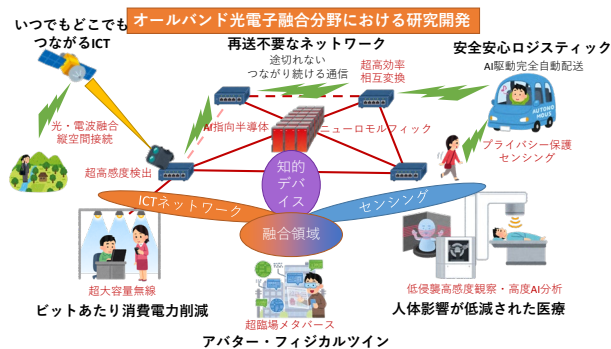 オールバンド光電子融合分野における研究開発
いつでもどこでも
つながるICT
再送不要なネットワーク
途切れない
つながり続ける通信
超高効率
相互変換
安全安心ロジスティック
AI駆動完全自動配送
AUTONO
MOUS
光・電波融合
縦空間接続
AI指向半導体
ニューロモルフィック
プライバシー保護
センシング
超高感度検出
知的
デバ
イス
ICTネットワーク
センシング
融合領域
超大容量無線
ビットあたり消費電力削減
超臨場メタバース
アバター・フィジカルツイン
低侵襲高感度観察・高度AI分析
人体影響が低減された医療